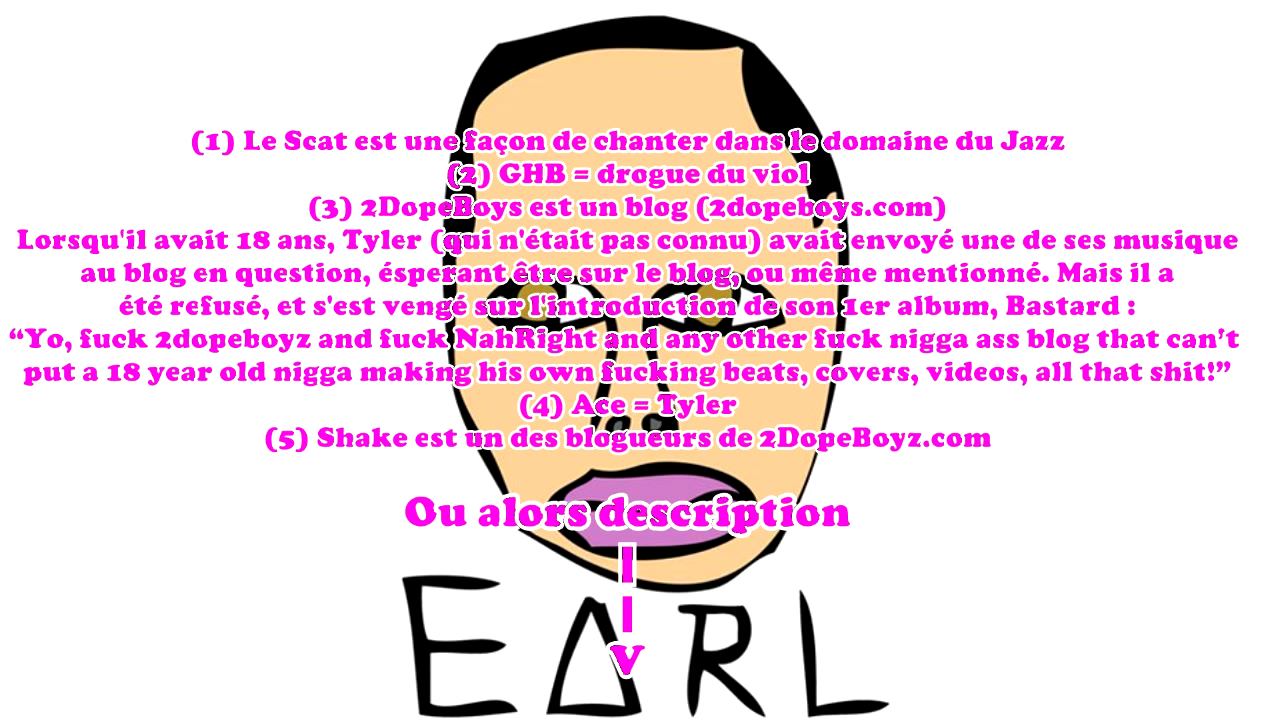 (1) Le Scat est une façon de chanter dans le domaine du Jazz
(2) GHB = drogue du viol
(3) 2DopeBoys est un blog (2dopeboys.com)
Lorsqu'il avait 18 ans, Tyler (qui n'était pas connu) avait envoyé une de ses musique
au blog en question, ésperant être sur le blog, ou même mentionné. Mais il a
été refusé, et s'est vengé sur l'introduction de son 1er album, Bastard :
“Yo, fuck 2dopeboyz and fuck NahRight and any other fuck nigga ass blog that can't
put a 18 year old nigga making his own fucking beats, covers, videos, all that shit!”
(4) Ace = Tyler
(5) Shake est un des blogueurs de 2DopeBoyz.com
Ou alors description
|
|
V
EARL